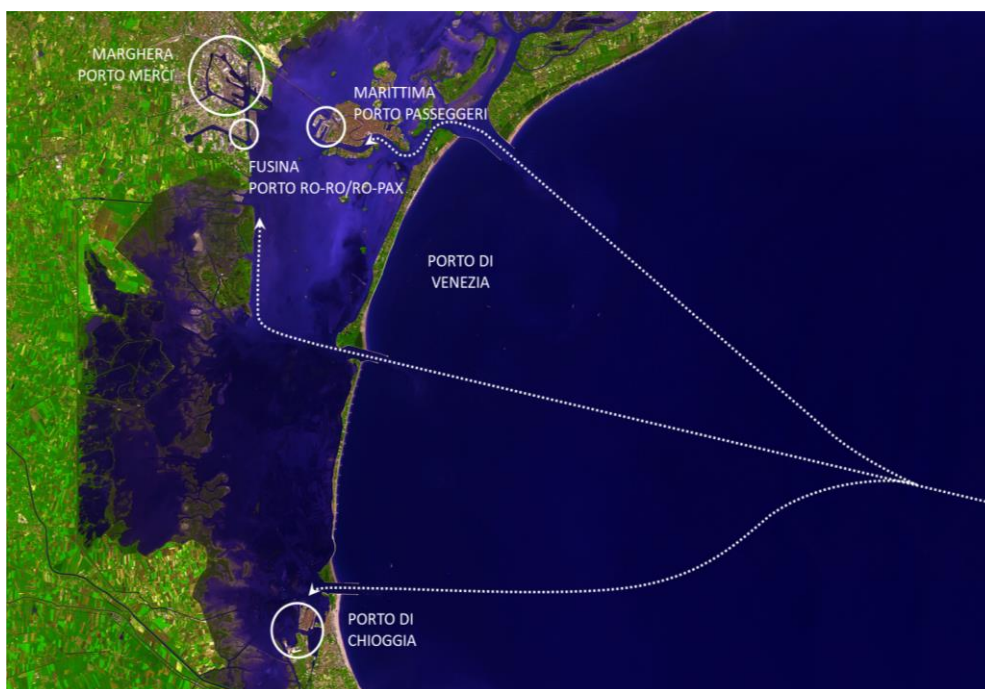 MARGHERA
PORTO MERCI
MARITTIMA
PORTO PASSEGGERI
FUSINA
PORTO RO-RO/RO-PAX
PORTO DI
VENEZIA
PORTO DI
CHIOGGIA